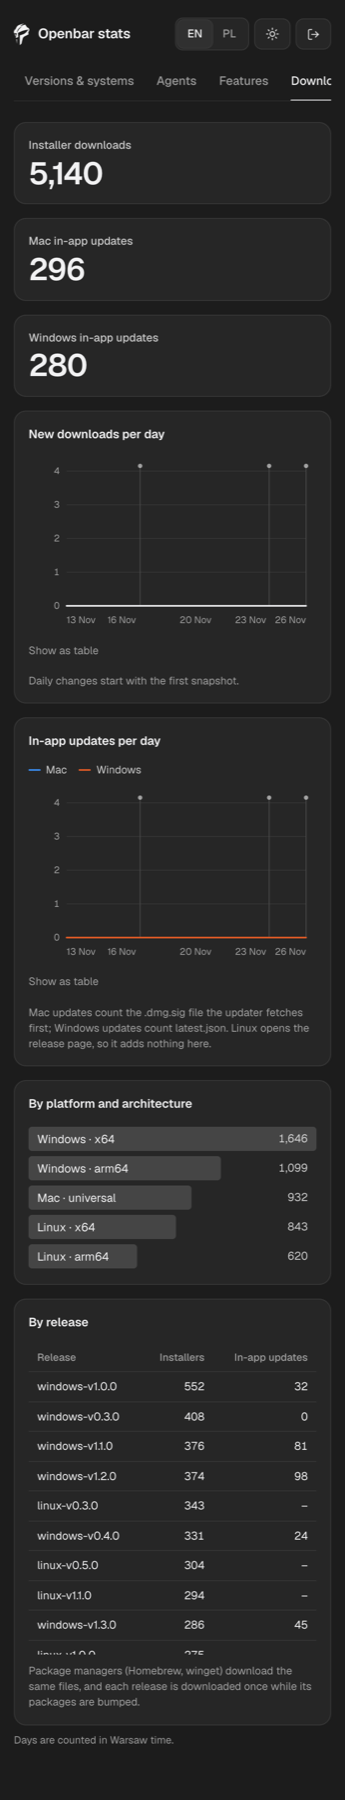 Openbar stats
EN PL
Versions & systems Agents Features Downlo
Installer downloads
5,140
Mac in-app updates
296
Windows in-app updates
280
New downloads per day
4
3
2
1
0
13 Nov 16 Nov 20 Nov 23 Nov 26 Nov
Show as table
Daily changes start with the first snapshot.
In-app updates per day
Mac Windows
4
3
2
1
0
13 Nov 16 Nov 20 Nov 23 Nov 26 Nov
Show as table
Mac updates count the .dmg.sig file the updater fetches
first; Windows updates count latest.json. Linux opens the
release page, so it adds nothing here.
By platform and architecture
Windows · x64 1,646
Windows · arm64 1,099
Mac · universal 932
Linux · x64 843
Linux · arm64 620
By release
Release Installers In-app updates
windows-v1.0.0 552 32
windows-v0.3.0 408 0
windows-v1.1.0 376 81
windows-v1.2.0 374 98
linux-v0.3.0 343 –
windows-v0.4.0 331 24
linux-v0.5.0 304 –
linux-v1.1.0 294 –
windows-v1.3.0 286 45
Package managers (Homebrew, winget) download the
same files, and each release is downloaded once while its
packages are bumped.
Days are counted in Warsaw time.